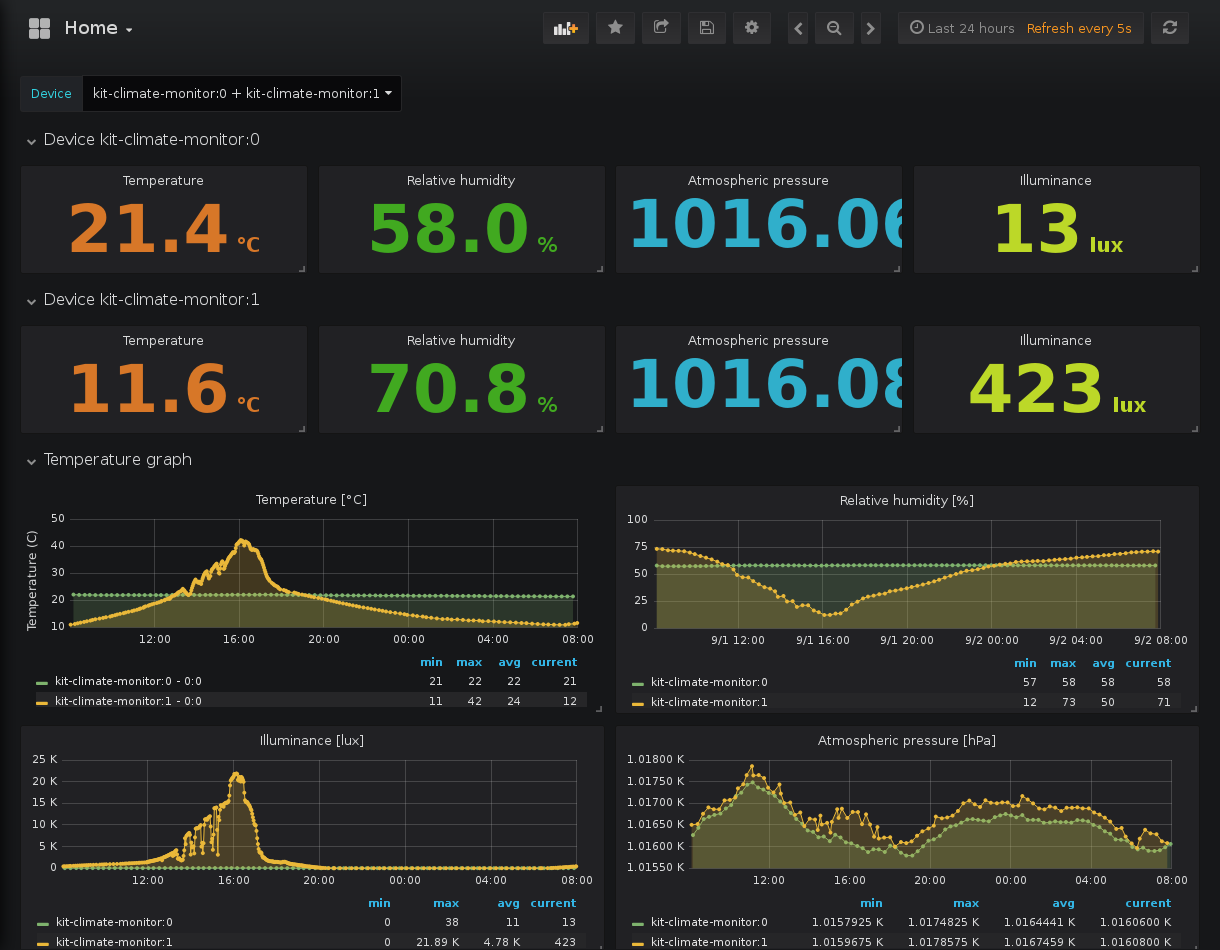 Home
Last 24 hours Refresh every 5s
Device kit-climate-monitor:0 + kit-climate-monitor:1
Device kit-climate-monitor:0
Temperature Relative humidity Atmospheric pressure Illuminance
21.4 °C 58.0 % 1016.06 13 lux
Device kit-climate-monitor:1
Temperature Relative humidity Atmospheric pressure Illuminance
11.6 °C 70.8 % 1016.08 423 lux
Temperature graph
Temperature [°C]
Temperature (C)
50
40
30
20
10
12:00 16:00 20:00 00:00 04:00 08:00
min max avg current
kit-climate-monitor:0 - 0:0 21 22 22 21
kit-climate-monitor:1 - 0:0 11 42 24 12
Relative humidity [%]
100
75
50
25
0
9/1 12:00 9/1 16:00 9/1 20:00 9/2 00:00 9/2 04:00 9/2 08:00
min max avg current
kit-climate-monitor:0 57 58 58 58
kit-climate-monitor:1 12 73 50 71
Illuminance [lux]
25 K
20 K
15 K
10 K
5 K
0
12:00 16:00 20:00 00:00 04:00 08:00
min max avg current
kit-climate-monitor:0 0 38 11 13
kit-climate-monitor:1 0 21.89 K 4.78 K 423
Atmospheric pressure [hPa]
1.01800 K
1.01750 K
1.01700 K
1.01650 K
1.01600 K
1.01550 K
12:00 16:00 20:00 00:00 04:00 08:00
min max avg current
kit-climate-monitor:0 1.0157925 K 1.0174825 K 1.0164441 K 1.0160600 K
kit-climate-monitor:1 1.0159675 K 1.0178575 K 1.0167459 K 1.0160800 K